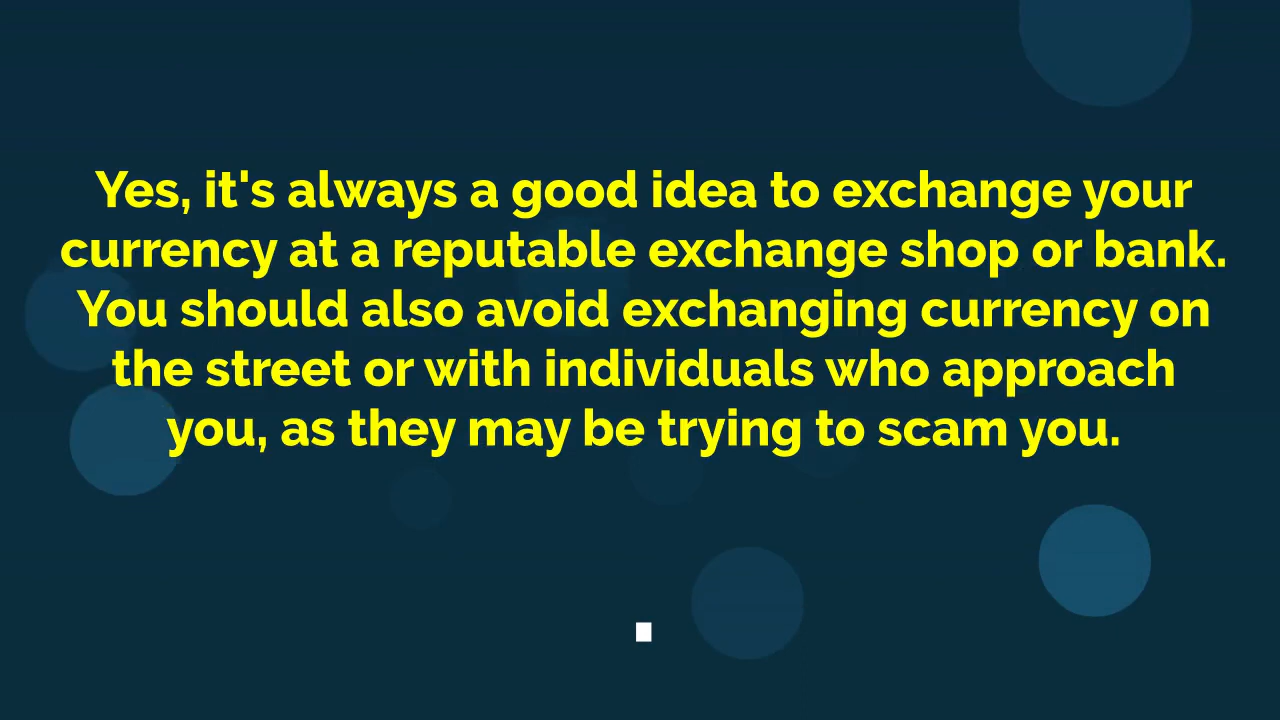 Yes, it's always a good idea to exchange your
currency at a reputable exchange shop or bank.
You should also avoid exchanging currency on
the street or with individuals who approach
you, as they may be trying to scam you.